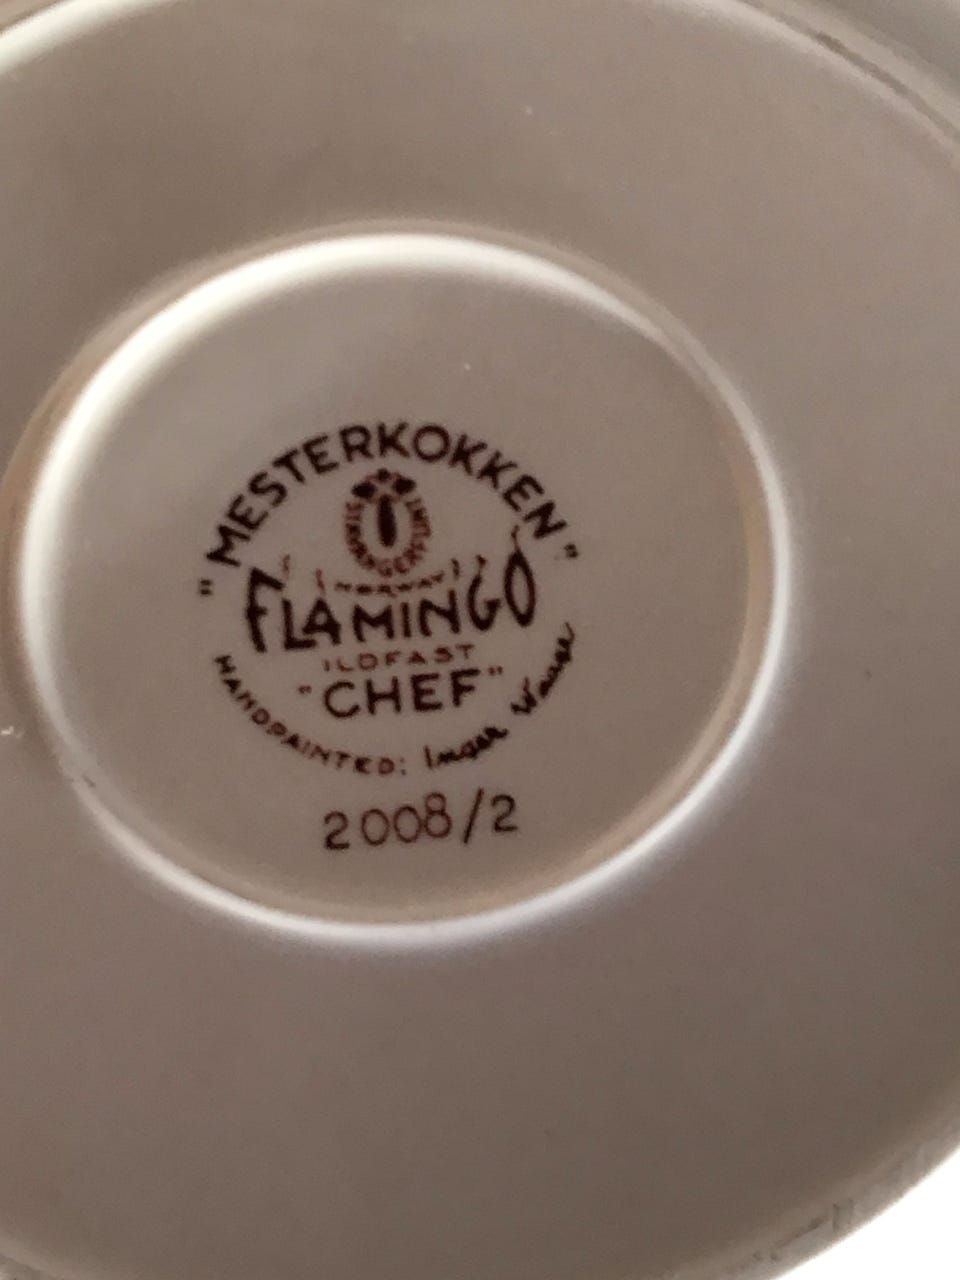 "MESTERKOKKEN"
STAVANGERFLINT
NORWAY
FLAMINGO
ILDFAST
"CHEF"
HANDPAINTED: Inger Waage
2008/2